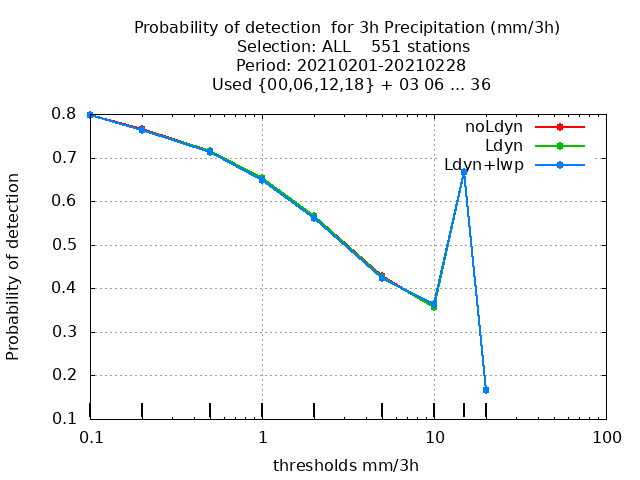 Probability of detection  for 3h Precipitation (mm/3h)
Selection: ALL    551 stations
Period: 20210201-20210228
Used {00,06,12,18} + 03 06 ... 36
0.8
noLdyn
Ldyn
Ldyn+lwp
0.7
0.6
0.5
0.4
0.3
0.2
0.1
Probability of detection
0.1 1 10 100
thresholds mm/3h